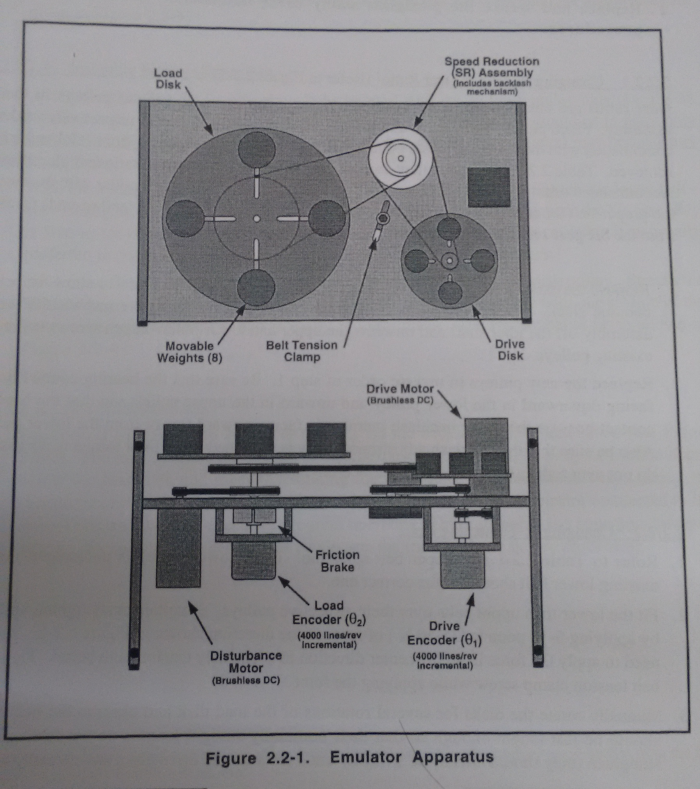 Load
Disk
Speed Reduction
(SR) Assembly
(includes backlash
mechanism)
Movable
Weights (8)
Belt Tension
Clamp
Drive
Disk
Drive Motor
(Brushless DC)
Friction
Brake
Load
Encoder (θ₂)
(4000 lines/rev
incremental)
Drive
Encoder (θ₁)
(4000 lines/rev
incremental)
Disturbance
Motor
(Brushless DC)
Figure 2.2-1. Emulator Apparatus